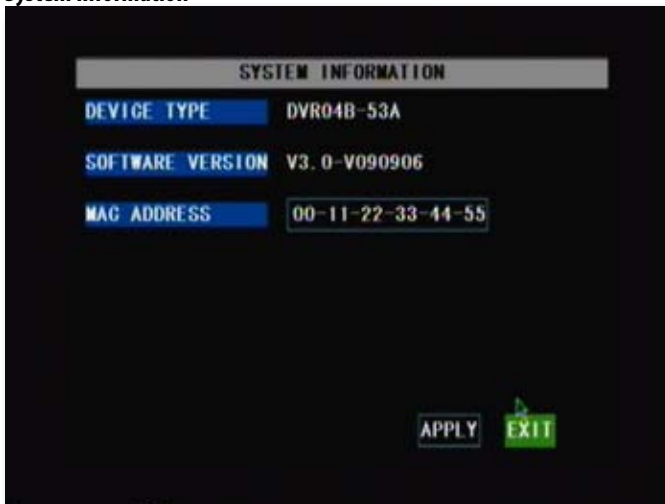 SYSTEM INFORMATION
DEVICE TYPE DVR04B-53A
SOFTWARE VERSION V3.0-V090906
MAC ADDRESS 00-11-22-33-44-55
APPLY EXIT